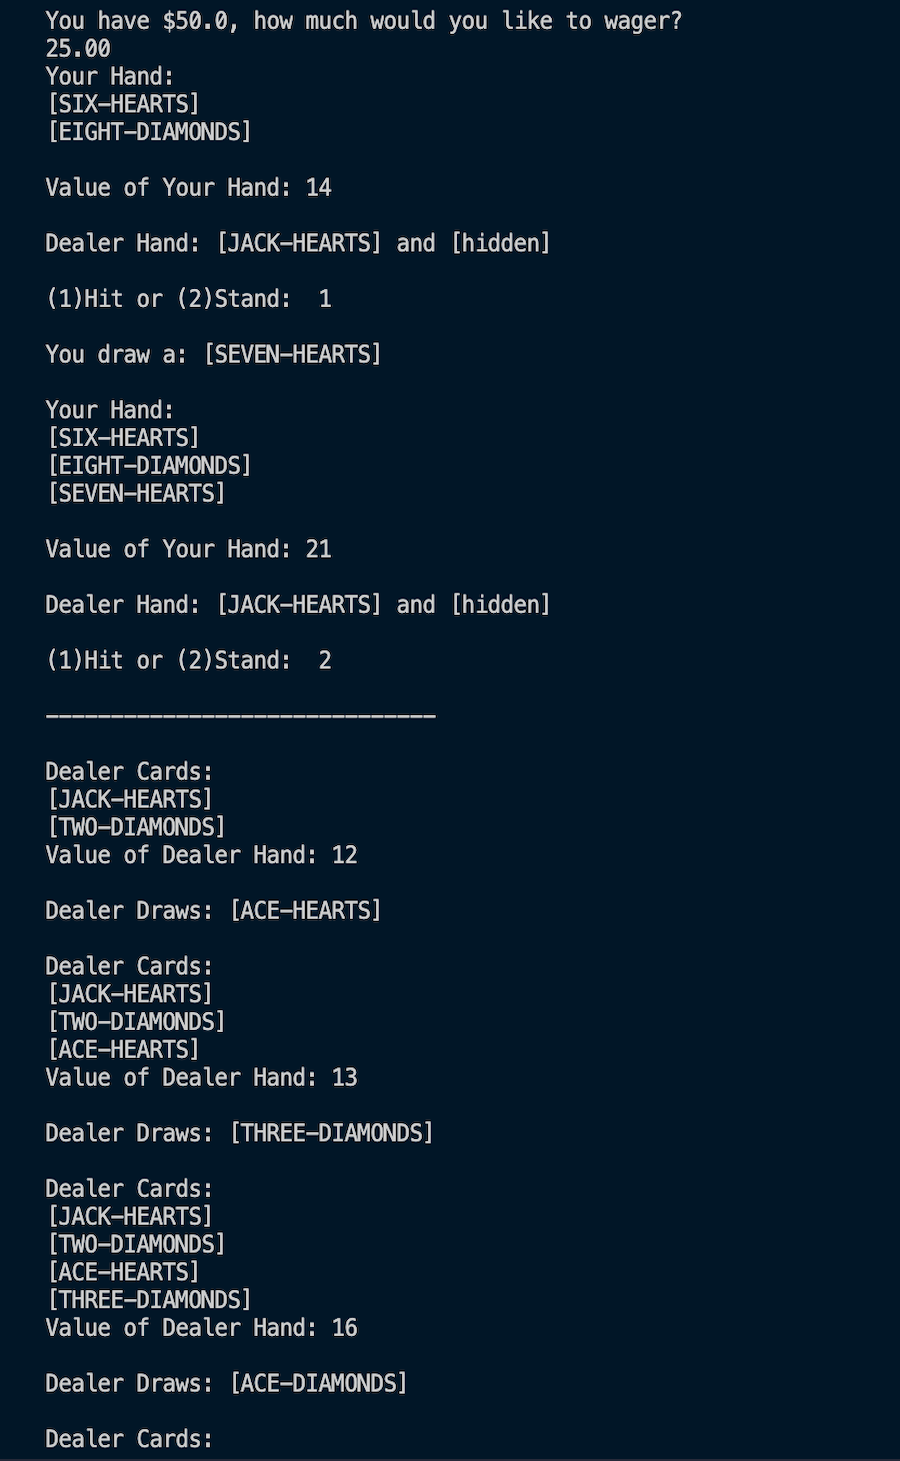 You have $50.0, how much would you like to wager?
25.00
Your Hand:
[SIX-HEARTS]
[EIGHT-DIAMONDS]
Value of Your Hand: 14
Dealer Hand: [JACK-HEARTS] and [hidden]
(1)Hit or (2)Stand:  1
You draw a: [SEVEN-HEARTS]
Your Hand:
[SIX-HEARTS]
[EIGHT-DIAMONDS]
[SEVEN-HEARTS]
Value of Your Hand: 21
Dealer Hand: [JACK-HEARTS] and [hidden]
(1)Hit or (2)Stand:  2
------------------------------
Dealer Cards:
[JACK-HEARTS]
[TWO-DIAMONDS]
Value of Dealer Hand: 12
Dealer Draws: [ACE-HEARTS]
Dealer Cards:
[JACK-HEARTS]
[TWO-DIAMONDS]
[ACE-HEARTS]
Value of Dealer Hand: 13
Dealer Draws: [THREE-DIAMONDS]
Dealer Cards:
[JACK-HEARTS]
[TWO-DIAMONDS]
[ACE-HEARTS]
[THREE-DIAMONDS]
Value of Dealer Hand: 16
Dealer Draws: [ACE-DIAMONDS]
Dealer Cards: